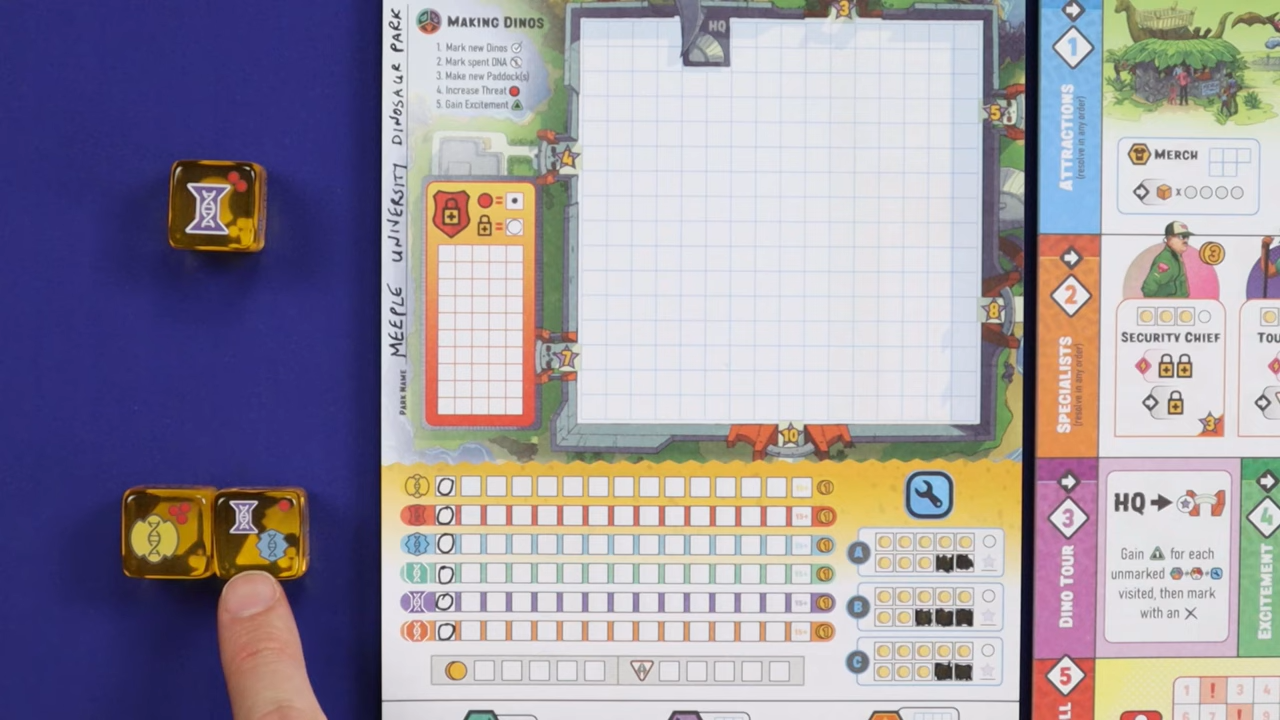 MEEPLE UNIVERSITY DINOSAUR PARK
PARK NAME
MAKING DINOS
1. Mark new Dinos
2. Mark spent DNA
3. Make new Paddock(s)
4. Increase Threat
5. Gain Excitement
HQ
3
5
4
8
7
10
A
B
C
1
ATTRACTIONS
(resolve in any order)
MERCH
x
2
SPECIALISTS
(resolve in any order)
3
SECURITY CHIEF
TOU
3
3
DINO TOUR
HQ
Gain for each
unmarked
visited, then mark
with an X
4
EXCITEMENT
5
1 ! 3 4